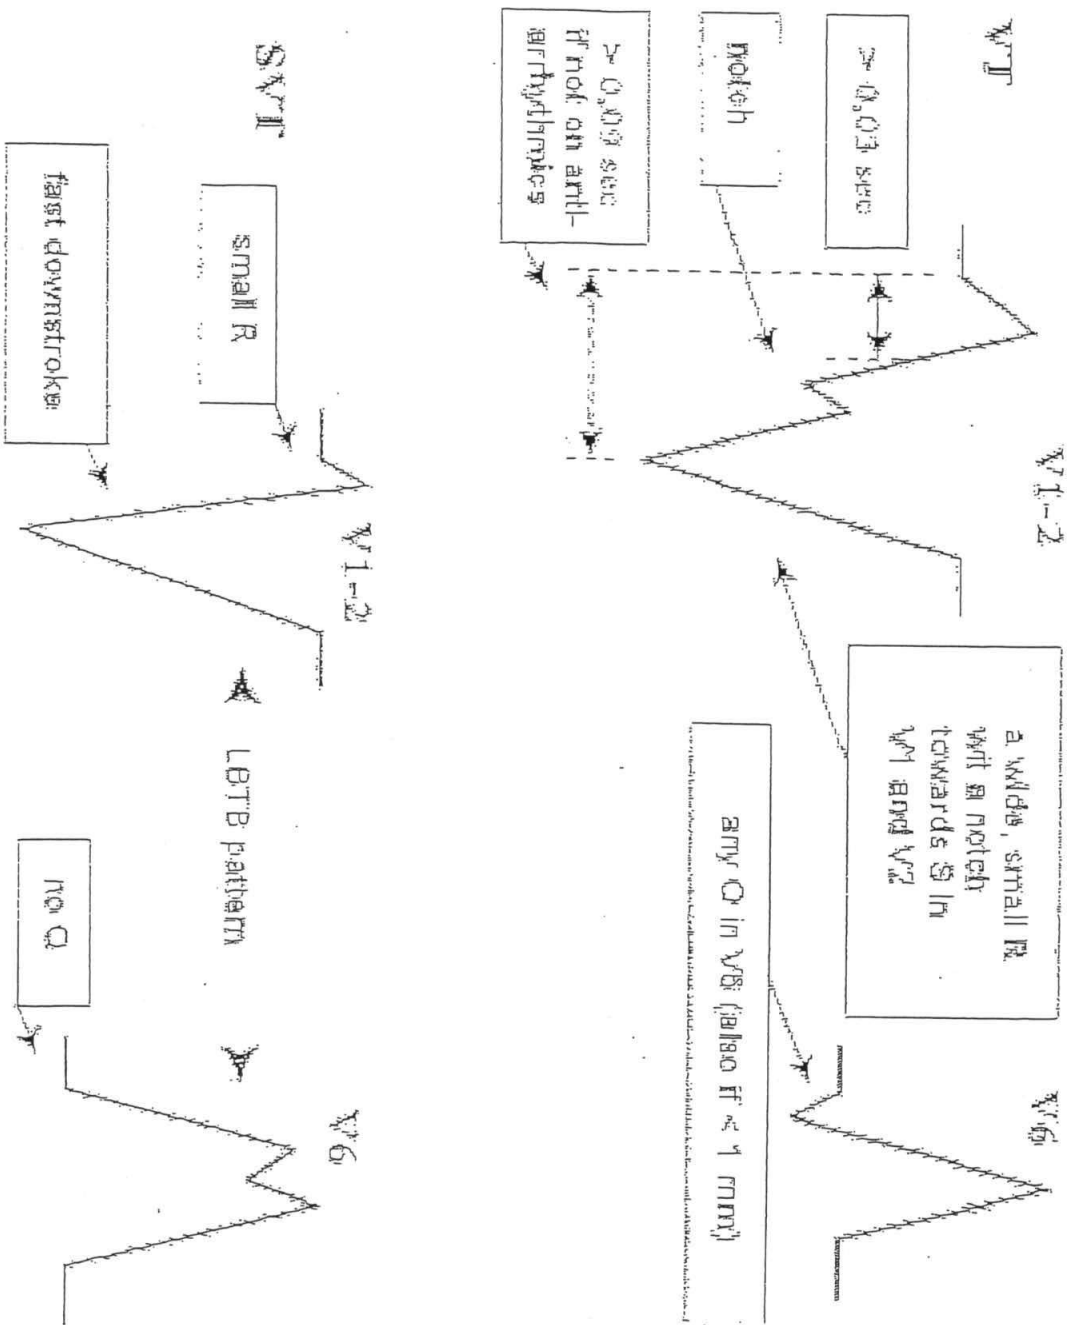 VT
V1-2
V6
> 0,03 sec
notch
> 0,09 sec
if not on anti-
arrhythmics
a wide, small R
wit a notch
towards S in
V1 and V2
any Q in V6 (also if < 1 mm)
SVT
V1-2
V6
small R
fast downstroke
LBTB pattern
no Q